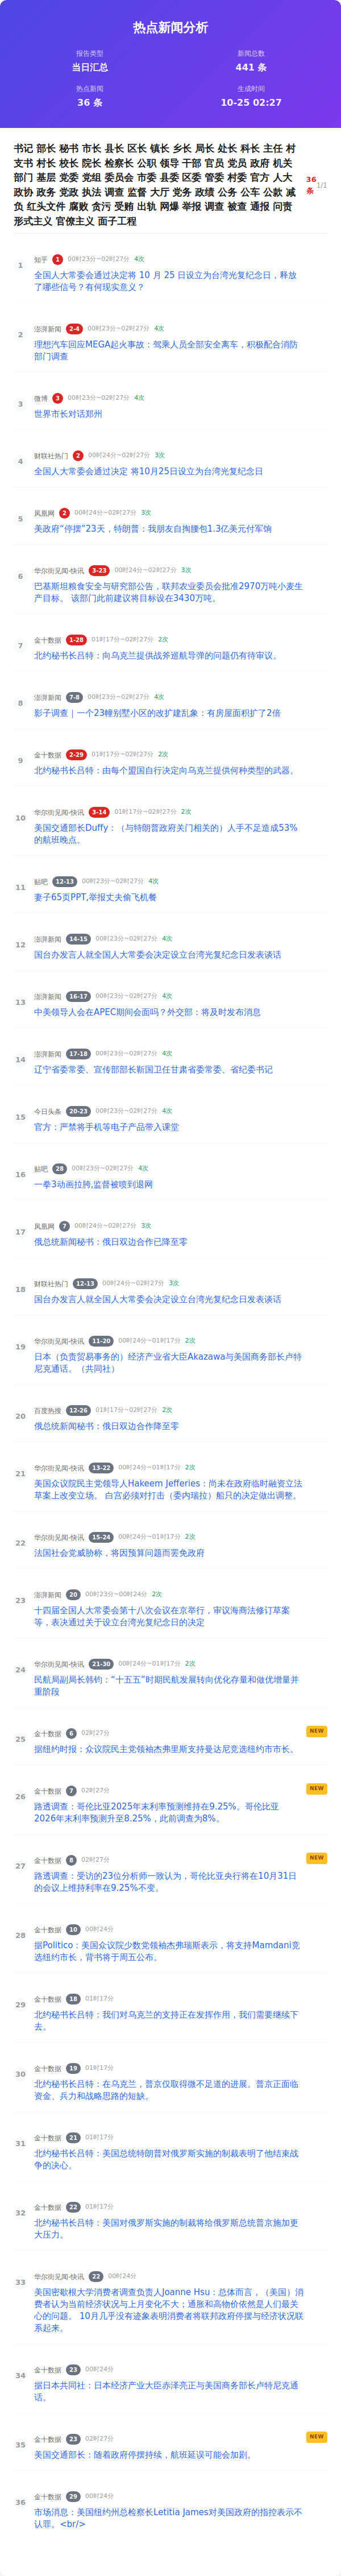 热点新闻分析
报告类型
新闻总数
当日汇总
441 条
热点新闻
生成时间
36 条
10-25 02:27
书记 部长 秘书 市长 县长 区长 镇长 乡长 局长 处长 科长 主任 村
支书 村长 校长 院长 检察长 公职 领导 干部 官员 党员 政府 机关
部门 基层 党委 党组 委员会 市委 县委 区委 管委 村委 官方 人大
政协 政务 党政 执法 调查 监督 大厅 党务 政绩 公务 公车 公款 减
负 红头文件 腐败 贪污 受贿 出轨 网爆 举报 调查 被查 通报 问责
形式主义 官僚主义 面子工程
36
条
1/1
1
知乎 1 00时23分~02时27分 4次
全国人大常委会通过决定将 10 月 25 日设立为台湾光复纪念日，释放
了哪些信号？有何现实意义？
2
澎湃新闻 2-4 00时23分~02时27分 4次
理想汽车回应MEGA起火事故：驾乘人员全部安全离车，积极配合消防
部门调查
3
微博 3 00时23分~02时27分 4次
世界市长对话郑州
4
财联社热门 2 00时24分~02时27分 3次
全国人大常委会通过决定 将10月25日设立为台湾光复纪念日
5
凤凰网 2 00时24分~02时27分 3次
美政府“停摆”23天，特朗普：我朋友自掏腰包1.3亿美元付军饷
6
华尔街见闻-快讯 3-23 00时24分~02时27分 3次
巴基斯坦粮食安全与研究部公告，联邦农业委员会批准2970万吨小麦生
产目标。 该部门此前建议将目标设在3430万吨。
7
金十数据 1-28 01时17分~02时27分 2次
北约秘书长吕特：向乌克兰提供战斧巡航导弹的问题仍有待审议。
8
澎湃新闻 7-8 00时23分~02时27分 4次
影子调查｜一个23幢别墅小区的改扩建乱象：有房屋面积扩了2倍
9
金十数据 2-29 01时17分~02时27分 2次
北约秘书长吕特：由每个盟国自行决定向乌克兰提供何种类型的武器。
10
华尔街见闻-快讯 3-14 01时17分~02时27分 2次
美国交通部长Duffy：（与特朗普政府关门相关的）人手不足造成53%
的航班晚点。
11
贴吧 12-13 00时23分~02时27分 4次
妻子65页PPT,举报丈夫偷飞机餐
12
澎湃新闻 14-15 00时23分~02时27分 4次
国台办发言人就全国人大常委会决定设立台湾光复纪念日发表谈话
13
澎湃新闻 16-17 00时23分~02时27分 4次
中美领导人会在APEC期间会面吗？外交部：将及时发布消息
14
澎湃新闻 17-18 00时23分~02时27分 4次
辽宁省委常委、宣传部部长靳国卫任甘肃省委常委、省纪委书记
15
今日头条 20-23 00时23分~02时27分 4次
官方：严禁将手机等电子产品带入课堂
16
贴吧 28 00时23分~02时27分 4次
一拳3动画拉胯,监督被喷到退网
17
凤凰网 7 00时24分~02时27分 3次
俄总统新闻秘书：俄日双边合作已降至零
18
财联社热门 12-13 00时24分~02时27分 3次
国台办发言人就全国人大常委会决定设立台湾光复纪念日发表谈话
19
华尔街见闻-快讯 11-20 00时24分~01时17分 2次
日本（负责贸易事务的）经济产业省大臣Akazawa与美国商务部长卢特
尼克通话。（共同社）
20
百度热搜 12-26 01时17分~02时27分 2次
俄总统新闻秘书：俄日双边合作降至零
21
华尔街见闻-快讯 13-22 00时24分~01时17分 2次
美国众议院民主党领导人Hakeem Jefferies：尚未在政府临时融资立法
草案上改变立场。 白宫必须对打击（委内瑞拉）船只的决定做出调整。
22
华尔街见闻-快讯 15-24 00时24分~01时17分 2次
法国社会党威胁称，将因预算问题而罢免政府
23
澎湃新闻 20 00时23分~00时24分 2次
十四届全国人大常委会第十八次会议在京举行，审议海商法修订草案
等，表决通过关于设立台湾光复纪念日的决定
24
华尔街见闻-快讯 21-30 00时24分~01时17分 2次
民航局副局长韩钧：“十五五”时期民航发展转向优化存量和做优增量并
重阶段
25
金十数据 6 02时27分
NEW
据纽约时报：众议院民主党领袖杰弗里斯支持曼达尼竞选纽约市市长。
26
金十数据 7 02时27分
NEW
路透调查：哥伦比亚2025年末利率预测维持在9.25%。哥伦比亚
2026年末利率预测升至8.25%，此前调查为8%。
27
金十数据 8 02时27分
NEW
路透调查：受访的23位分析师一致认为，哥伦比亚央行将在10月31日
的会议上维持利率在9.25%不变。
28
金十数据 10 00时24分
据Politico：美国众议院少数党领袖杰弗瑞斯表示，将支持Mamdani竞
选纽约市长，背书将于周五公布。
29
金十数据 18 01时17分
北约秘书长吕特：我们对乌克兰的支持正在发挥作用，我们需要继续下
去。
30
金十数据 19 01时17分
北约秘书长吕特：在乌克兰，普京仅取得微不足道的进展。普京正面临
资金、兵力和战略思路的短缺。
31
金十数据 21 01时17分
北约秘书长吕特：美国总统特朗普对俄罗斯实施的制裁表明了他结束战
争的决心。
32
金十数据 22 01时17分
北约秘书长吕特：美国对俄罗斯实施的制裁将给俄罗斯总统普京施加更
大压力。
33
华尔街见闻-快讯 22 00时24分
美国密歇根大学消费者调查负责人Joanne Hsu：总体而言，（美国）消
费者认为当前经济状况与上月变化不大；通胀和高物价依然是人们最关
心的问题。 10月几乎没有迹象表明消费者将联邦政府停摆与经济状况联
系起来。
34
金十数据 23 00时24分
据日本共同社：日本经济产业大臣赤泽亮正与美国商务部长卢特尼克通
话。
35
金十数据 23 02时27分
NEW
美国交通部长：随着政府停摆持续，航班延误可能会加剧。
36
金十数据 29 00时24分
市场消息：美国纽约州总检察长Letitia James对美国政府的指控表示不
认罪。<br/>